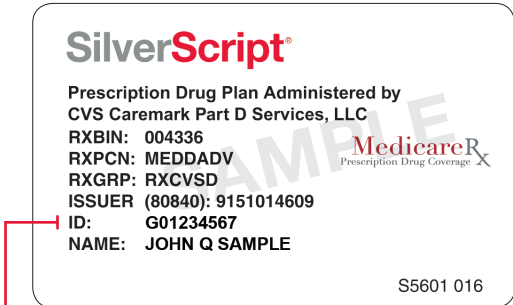 SilverScript®
Prescription Drug Plan Administered by
CVS Caremark Part D Services, LLC
RXBIN: 004336
RXPCN: MEDDADV
RXGRP: RXCVSD
ISSUER (80840): 9151014609
ID: G01234567
NAME: JOHN Q SAMPLE
SAMPLE
MedicareRx
Prescription Drug Coverage
S5601 016